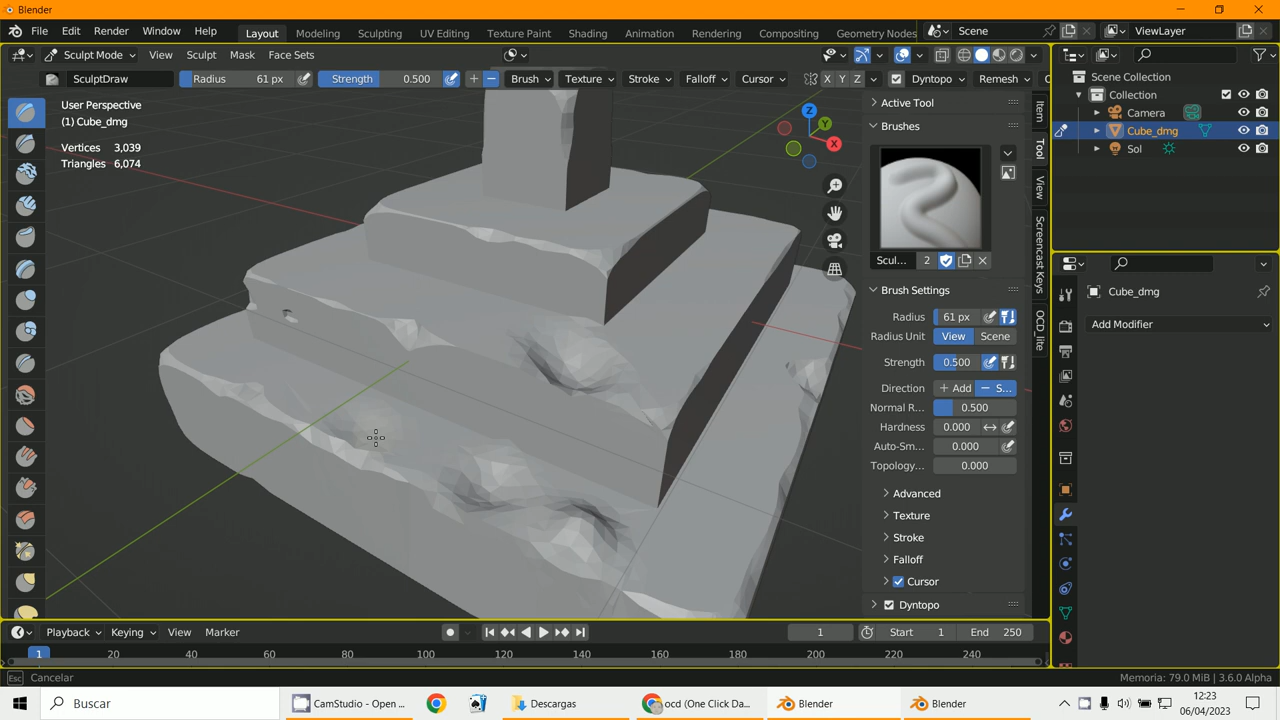 Blender
File Edit Render Window Help Layout Modeling Sculpting UV Editing Texture Paint Shading Animation Rendering Compositing Geometry Nodes Scene ViewLayer
Sculpt Mode View Sculpt Mask Face Sets
SculptDraw Radius 61 px Strength 0.500 + − Brush Texture Stroke Falloff Cursor X Y Z Dyntopo Remesh
User Perspective
(1) Cube_dmg
Vertices 3,039
Triangles 6,074
Z
Y
X
Active Tool
Brushes
Scul... 2
Brush Settings
Radius 61 px
Radius Unit View Scene
Strength 0.500
Direction + Add − S...
Normal R... 0.500
Hardness 0.000
Auto-Sm... 0.000
Topology... 0.000
Advanced
Texture
Stroke
Falloff
Cursor
Dyntopo
Item
Tool
View
Screencast Keys
OCD_lite
Scene Collection
Collection
Camera
Cube_dmg
Sol
Cube_dmg
Add Modifier
Playback Keying View Marker 1 Start 1 End 250
1 20 40 60 80 100 120 140 160 180 200 220 240
Esc Cancelar Memoria: 79.0 MiB | 3.6.0 Alpha
Buscar CamStudio - Open ... Descargas ocd (One Click Da... Blender Blender 12:23
06/04/2023